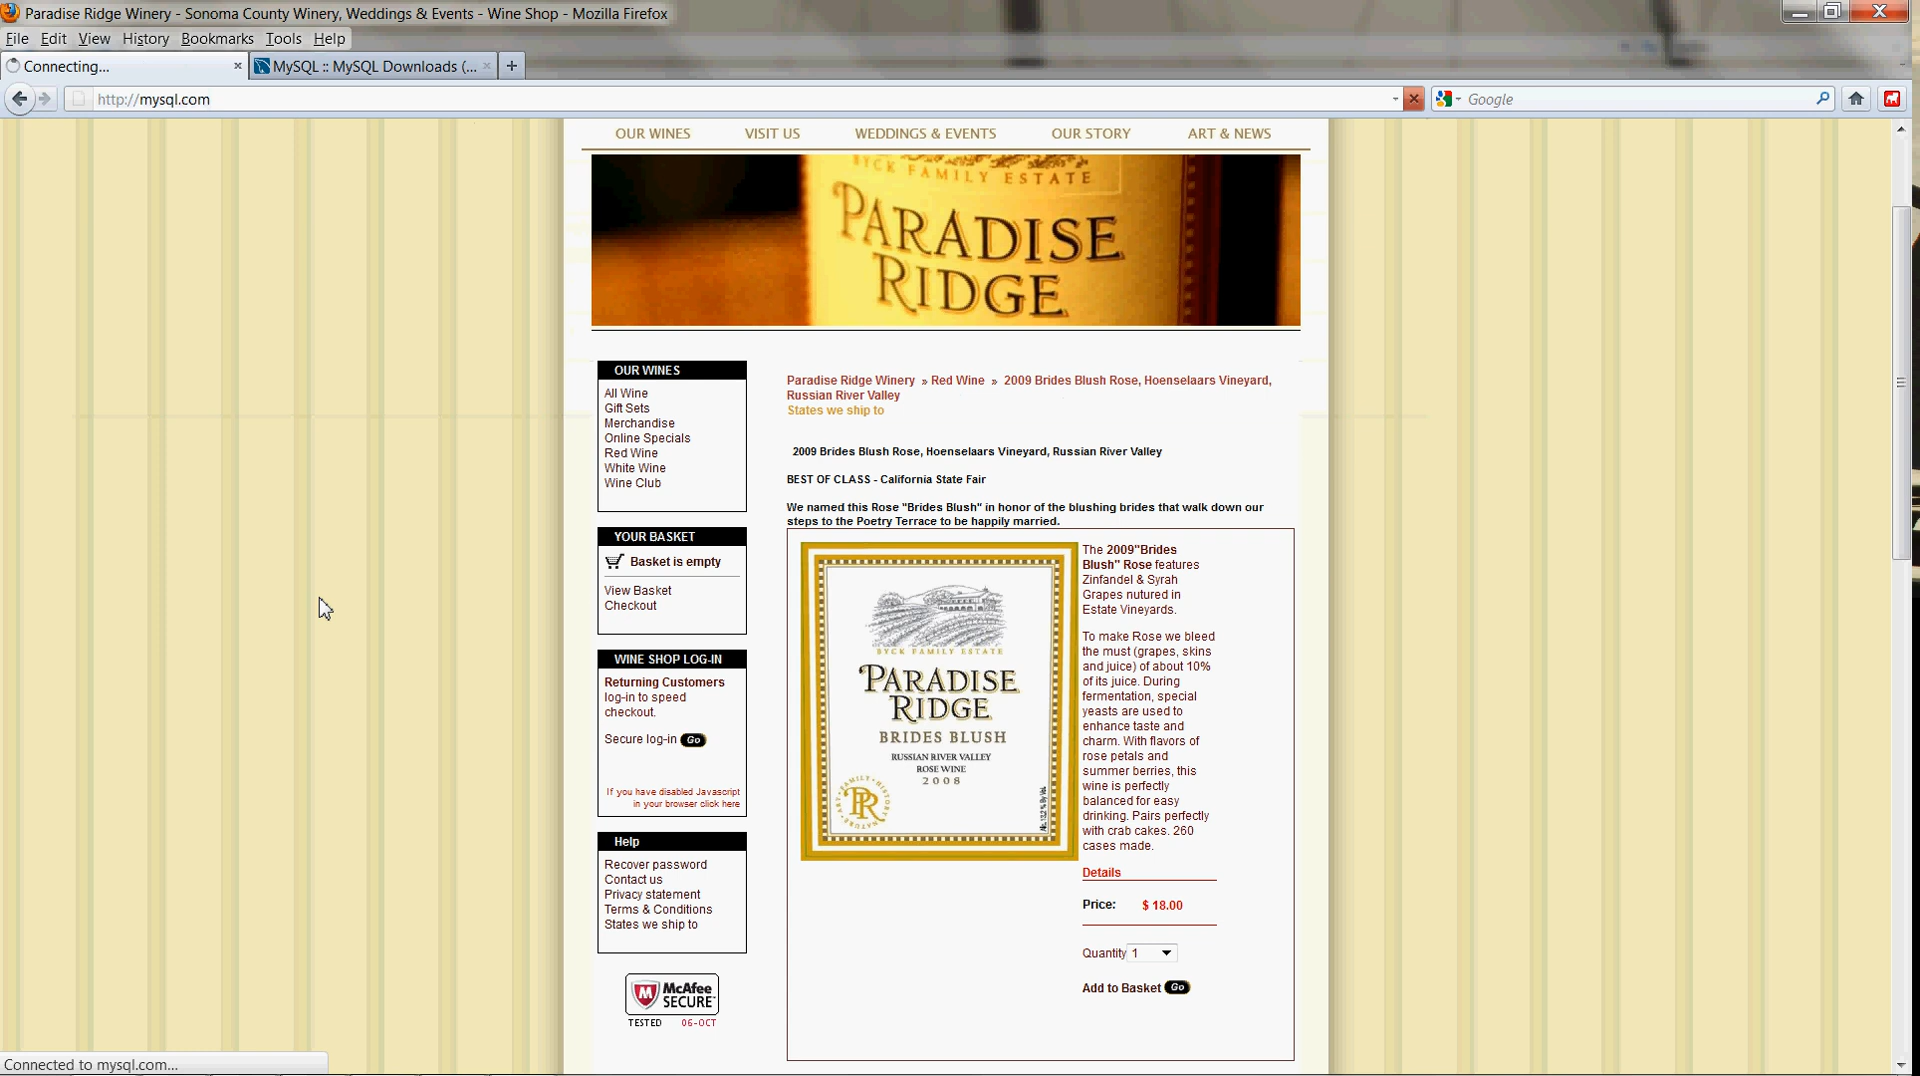 Paradise Ridge Winery - Sonoma County Winery, Weddings & Events - Wine Shop - Mozilla Firefox
File Edit View History Bookmarks Tools Help
Connecting...
MySQL :: MySQL Downloads (...
http://mysql.com
Google
OUR WINES VISIT US WEDDINGS & EVENTS OUR STORY ART & NEWS
BYCK FAMILY ESTATE
PARADISE
RIDGE
OUR WINES
All Wine
Gift Sets
Merchandise
Online Specials
Red Wine
White Wine
Wine Club
YOUR BASKET
Basket is empty
View Basket
Checkout
WINE SHOP LOG-IN
Returning Customers
log-in to speed
checkout.
Secure log-in Go
If you have disabled Javascript
in your browser click here
Help
Recover password
Contact us
Privacy statement
Terms & Conditions
States we ship to
McAfee
SECURE
TESTED 06-OCT
Paradise Ridge Winery » Red Wine » 2009 Brides Blush Rose, Hoenselaars Vineyard,
Russian River Valley
States we ship to
2009 Brides Blush Rose, Hoenselaars Vineyard, Russian River Valley
BEST OF CLASS - California State Fair
We named this Rose "Brides Blush" in honor of the blushing brides that walk down our
steps to the Poetry Terrace to be happily married.
BYCK FAMILY ESTATE
PARADISE
RIDGE
BRIDES BLUSH
RUSSIAN RIVER VALLEY
ROSE WINE
2008
FAMILY · HISTORY · NATURE · ART
PR
Alc. 13.2 % By Vol.
The 2009"Brides
Blush" Rose features
Zinfandel & Syrah
Grapes nutured in
Estate Vineyards.
To make Rose we bleed
the must (grapes, skins
and juice) of about 10%
of its juice. During
fermentation, special
yeasts are used to
enhance taste and
charm. With flavors of
rose petals and
summer berries, this
wine is perfectly
balanced for easy
drinking. Pairs perfectly
with crab cakes. 260
cases made.
Details
Price: $ 18.00
Quantity 1
Add to Basket Go
Connected to mysql.com...